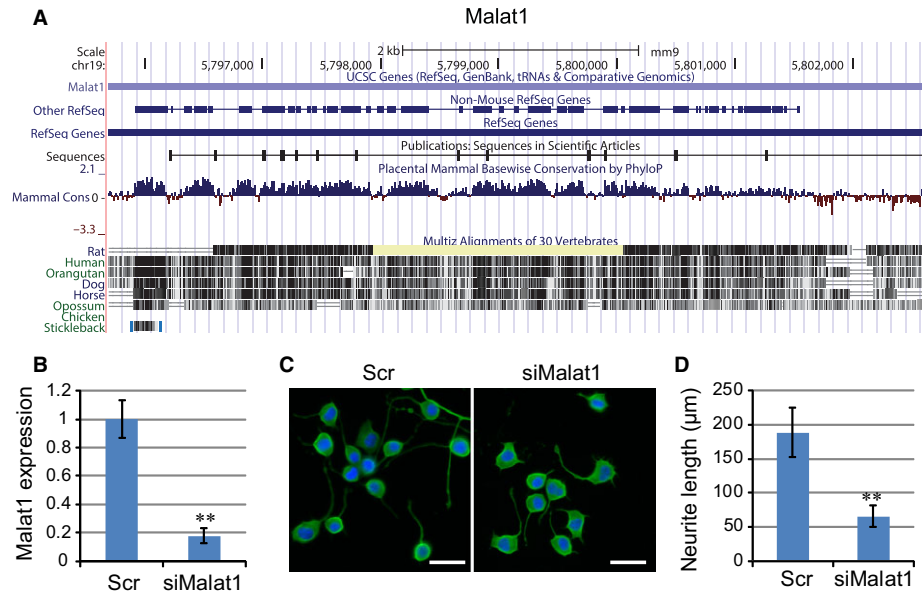 A
Malat1
Scale
2 kb
mm9
chr19:
5,797,000
5,798,000
5,799,000
5,800,000
5,801,000
5,802,000
UCSC Genes (RefSeq, GenBank, tRNAs & Comparative Genomics)
Malat1
Non-Mouse RefSeq Genes
Other RefSeq
RefSeq Genes
RefSeq Genes
Publications: Sequences in Scientific Articles
Sequences
2.1
Placental Mammal Basewise Conservation by PhyloP
Mammal Cons
0
–3.3
Multiz Alignments of 30 Vertebrates
Rat
Human
Orangutan
Dog
Horse
Opossum
Chicken
Stickleback
B
Malat1 expression
1.2
1
0.8
0.6
0.4
0.2
0
**
Scr
siMalat1
C
Scr
siMalat1
D
Neurite length (μm)
250
200
150
100
50
0
**
Scr
siMalat1